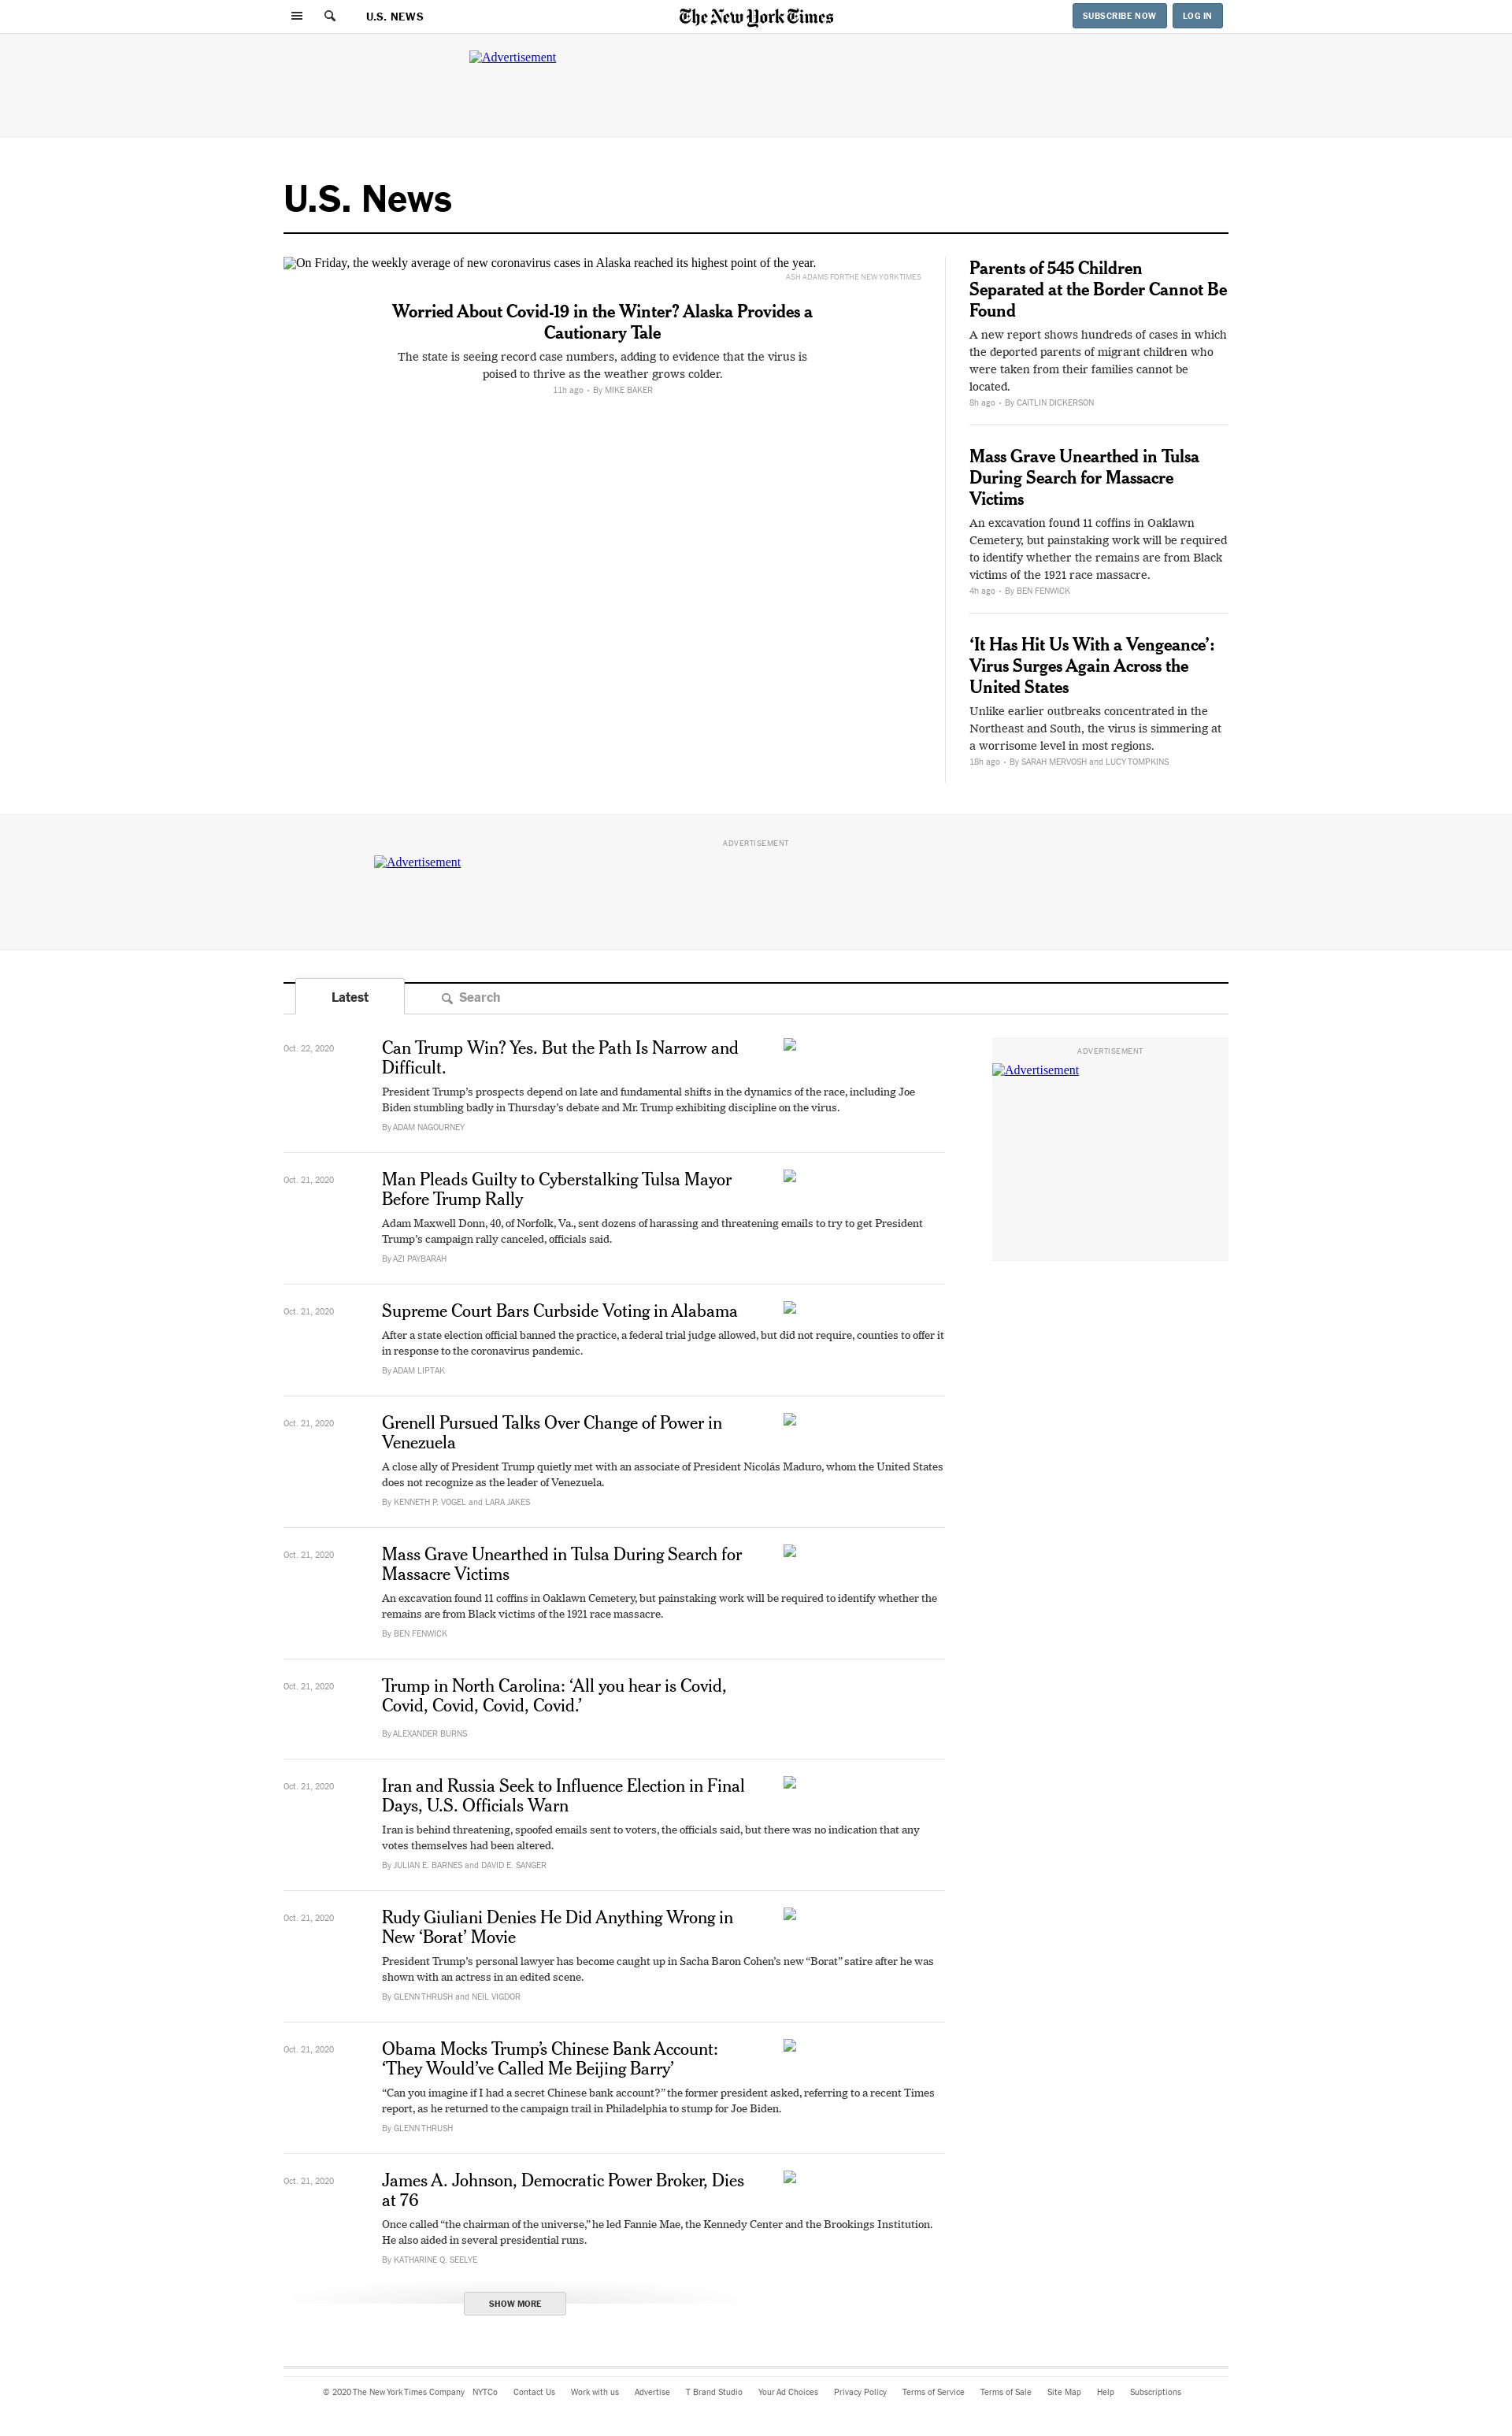 U.S. NEWS
The New York Times
SUBSCRIBE NOW
LOG IN
Advertisement
U.S. News
On Friday, the weekly average of new coronavirus cases in Alaska reached its highest point of the year.
ASH ADAMS FOR THE NEW YORK TIMES
Worried About Covid-19 in the Winter? Alaska Provides a
Cautionary Tale
The state is seeing record case numbers, adding to evidence that the virus is
poised to thrive as the weather grows colder.
11h ago • By MIKE BAKER
Parents of 545 Children
Separated at the Border Cannot Be
Found
A new report shows hundreds of cases in which
the deported parents of migrant children who
were taken from their families cannot be
located.
8h ago • By CAITLIN DICKERSON
Mass Grave Unearthed in Tulsa
During Search for Massacre
Victims
An excavation found 11 coffins in Oaklawn
Cemetery, but painstaking work will be required
to identify whether the remains are from Black
victims of the 1921 race massacre.
4h ago • By BEN FENWICK
‘It Has Hit Us With a Vengeance’:
Virus Surges Again Across the
United States
Unlike earlier outbreaks concentrated in the
Northeast and South, the virus is simmering at
a worrisome level in most regions.
18h ago • By SARAH MERVOSH and LUCY TOMPKINS
ADVERTISEMENT
Advertisement
Latest
Search
Oct. 22, 2020
Can Trump Win? Yes. But the Path Is Narrow and
Difficult.
President Trump’s prospects depend on late and fundamental shifts in the dynamics of the race, including Joe
Biden stumbling badly in Thursday’s debate and Mr. Trump exhibiting discipline on the virus.
By ADAM NAGOURNEY
ADVERTISEMENT
Advertisement
Oct. 21, 2020
Man Pleads Guilty to Cyberstalking Tulsa Mayor
Before Trump Rally
Adam Maxwell Donn, 40, of Norfolk, Va., sent dozens of harassing and threatening emails to try to get President
Trump’s campaign rally canceled, officials said.
By AZI PAYBARAH
Oct. 21, 2020
Supreme Court Bars Curbside Voting in Alabama
After a state election official banned the practice, a federal trial judge allowed, but did not require, counties to offer it
in response to the coronavirus pandemic.
By ADAM LIPTAK
Oct. 21, 2020
Grenell Pursued Talks Over Change of Power in
Venezuela
A close ally of President Trump quietly met with an associate of President Nicolás Maduro, whom the United States
does not recognize as the leader of Venezuela.
By KENNETH P. VOGEL and LARA JAKES
Oct. 21, 2020
Mass Grave Unearthed in Tulsa During Search for
Massacre Victims
An excavation found 11 coffins in Oaklawn Cemetery, but painstaking work will be required to identify whether the
remains are from Black victims of the 1921 race massacre.
By BEN FENWICK
Oct. 21, 2020
Trump in North Carolina: ‘All you hear is Covid,
Covid, Covid, Covid, Covid.’
By ALEXANDER BURNS
Oct. 21, 2020
Iran and Russia Seek to Influence Election in Final
Days, U.S. Officials Warn
Iran is behind threatening, spoofed emails sent to voters, the officials said, but there was no indication that any
votes themselves had been altered.
By JULIAN E. BARNES and DAVID E. SANGER
Oct. 21, 2020
Rudy Giuliani Denies He Did Anything Wrong in
New ‘Borat’ Movie
President Trump’s personal lawyer has become caught up in Sacha Baron Cohen’s new “Borat” satire after he was
shown with an actress in an edited scene.
By GLENN THRUSH and NEIL VIGDOR
Oct. 21, 2020
Obama Mocks Trump’s Chinese Bank Account:
‘They Would’ve Called Me Beijing Barry’
“Can you imagine if I had a secret Chinese bank account?” the former president asked, referring to a recent Times
report, as he returned to the campaign trail in Philadelphia to stump for Joe Biden.
By GLENN THRUSH
Oct. 21, 2020
James A. Johnson, Democratic Power Broker, Dies
at 76
Once called “the chairman of the universe,” he led Fannie Mae, the Kennedy Center and the Brookings Institution.
He also aided in several presidential runs.
By KATHARINE Q. SEELYE
SHOW MORE
© 2020 The New York Times Company NYTCo Contact Us Work with us Advertise T Brand Studio Your Ad Choices Privacy Policy Terms of Service Terms of Sale Site Map Help Subscriptions